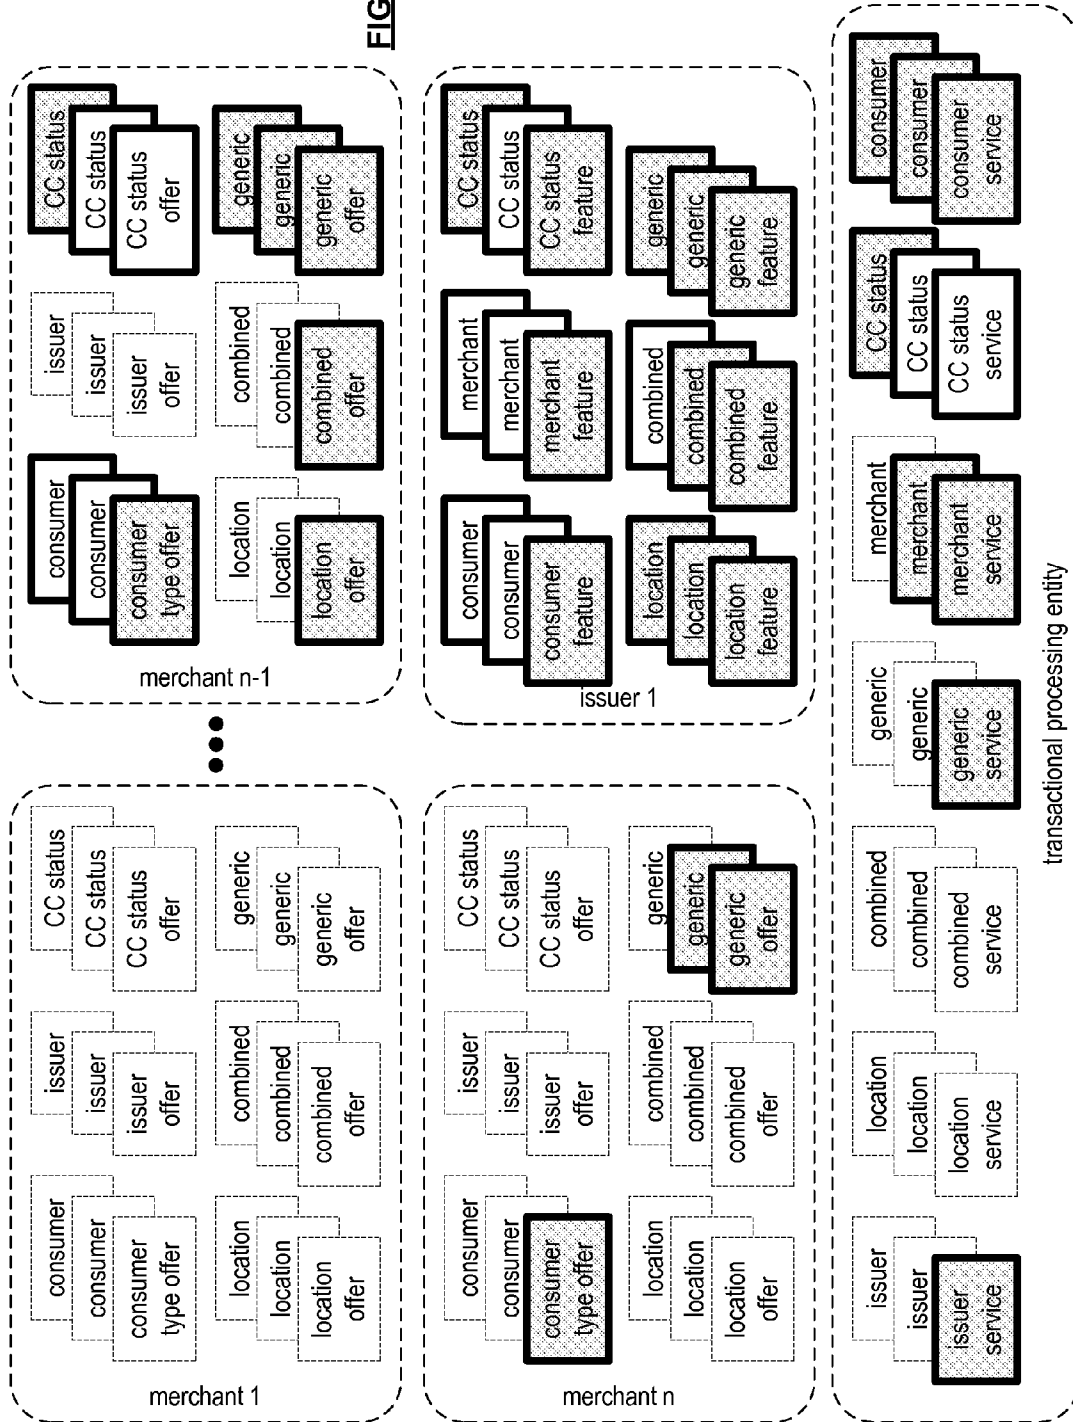 merchant 1
consumer
consumer
consumer
type offer
issuer
issuer
issuer
offer
CC status
CC status
CC status
offer
location
location
location
offer
combined
combined
combined
offer
generic
generic
generic
offer
merchant n-1
consumer
consumer
consumer
type offer
issuer
issuer
issuer
offer
CC status
CC status
CC status
offer
location
location
location
offer
combined
combined
combined
offer
generic
generic
generic
offer
FIG
merchant n
consumer
consumer
consumer
type offer
issuer
issuer
issuer
offer
CC status
CC status
CC status
offer
location
location
location
offer
combined
combined
combined
offer
generic
generic
generic
offer
issuer 1
consumer
consumer
consumer
feature
merchant
merchant
merchant
feature
CC status
CC status
CC status
feature
location
location
location
feature
combined
combined
combined
feature
generic
generic
generic
feature
issuer
issuer
issuer
service
location
location
location
service
combined
combined
combined
service
generic
generic
generic
service
merchant
merchant
merchant
service
CC status
CC status
CC status
service
consumer
consumer
consumer
service
transactional processing entity